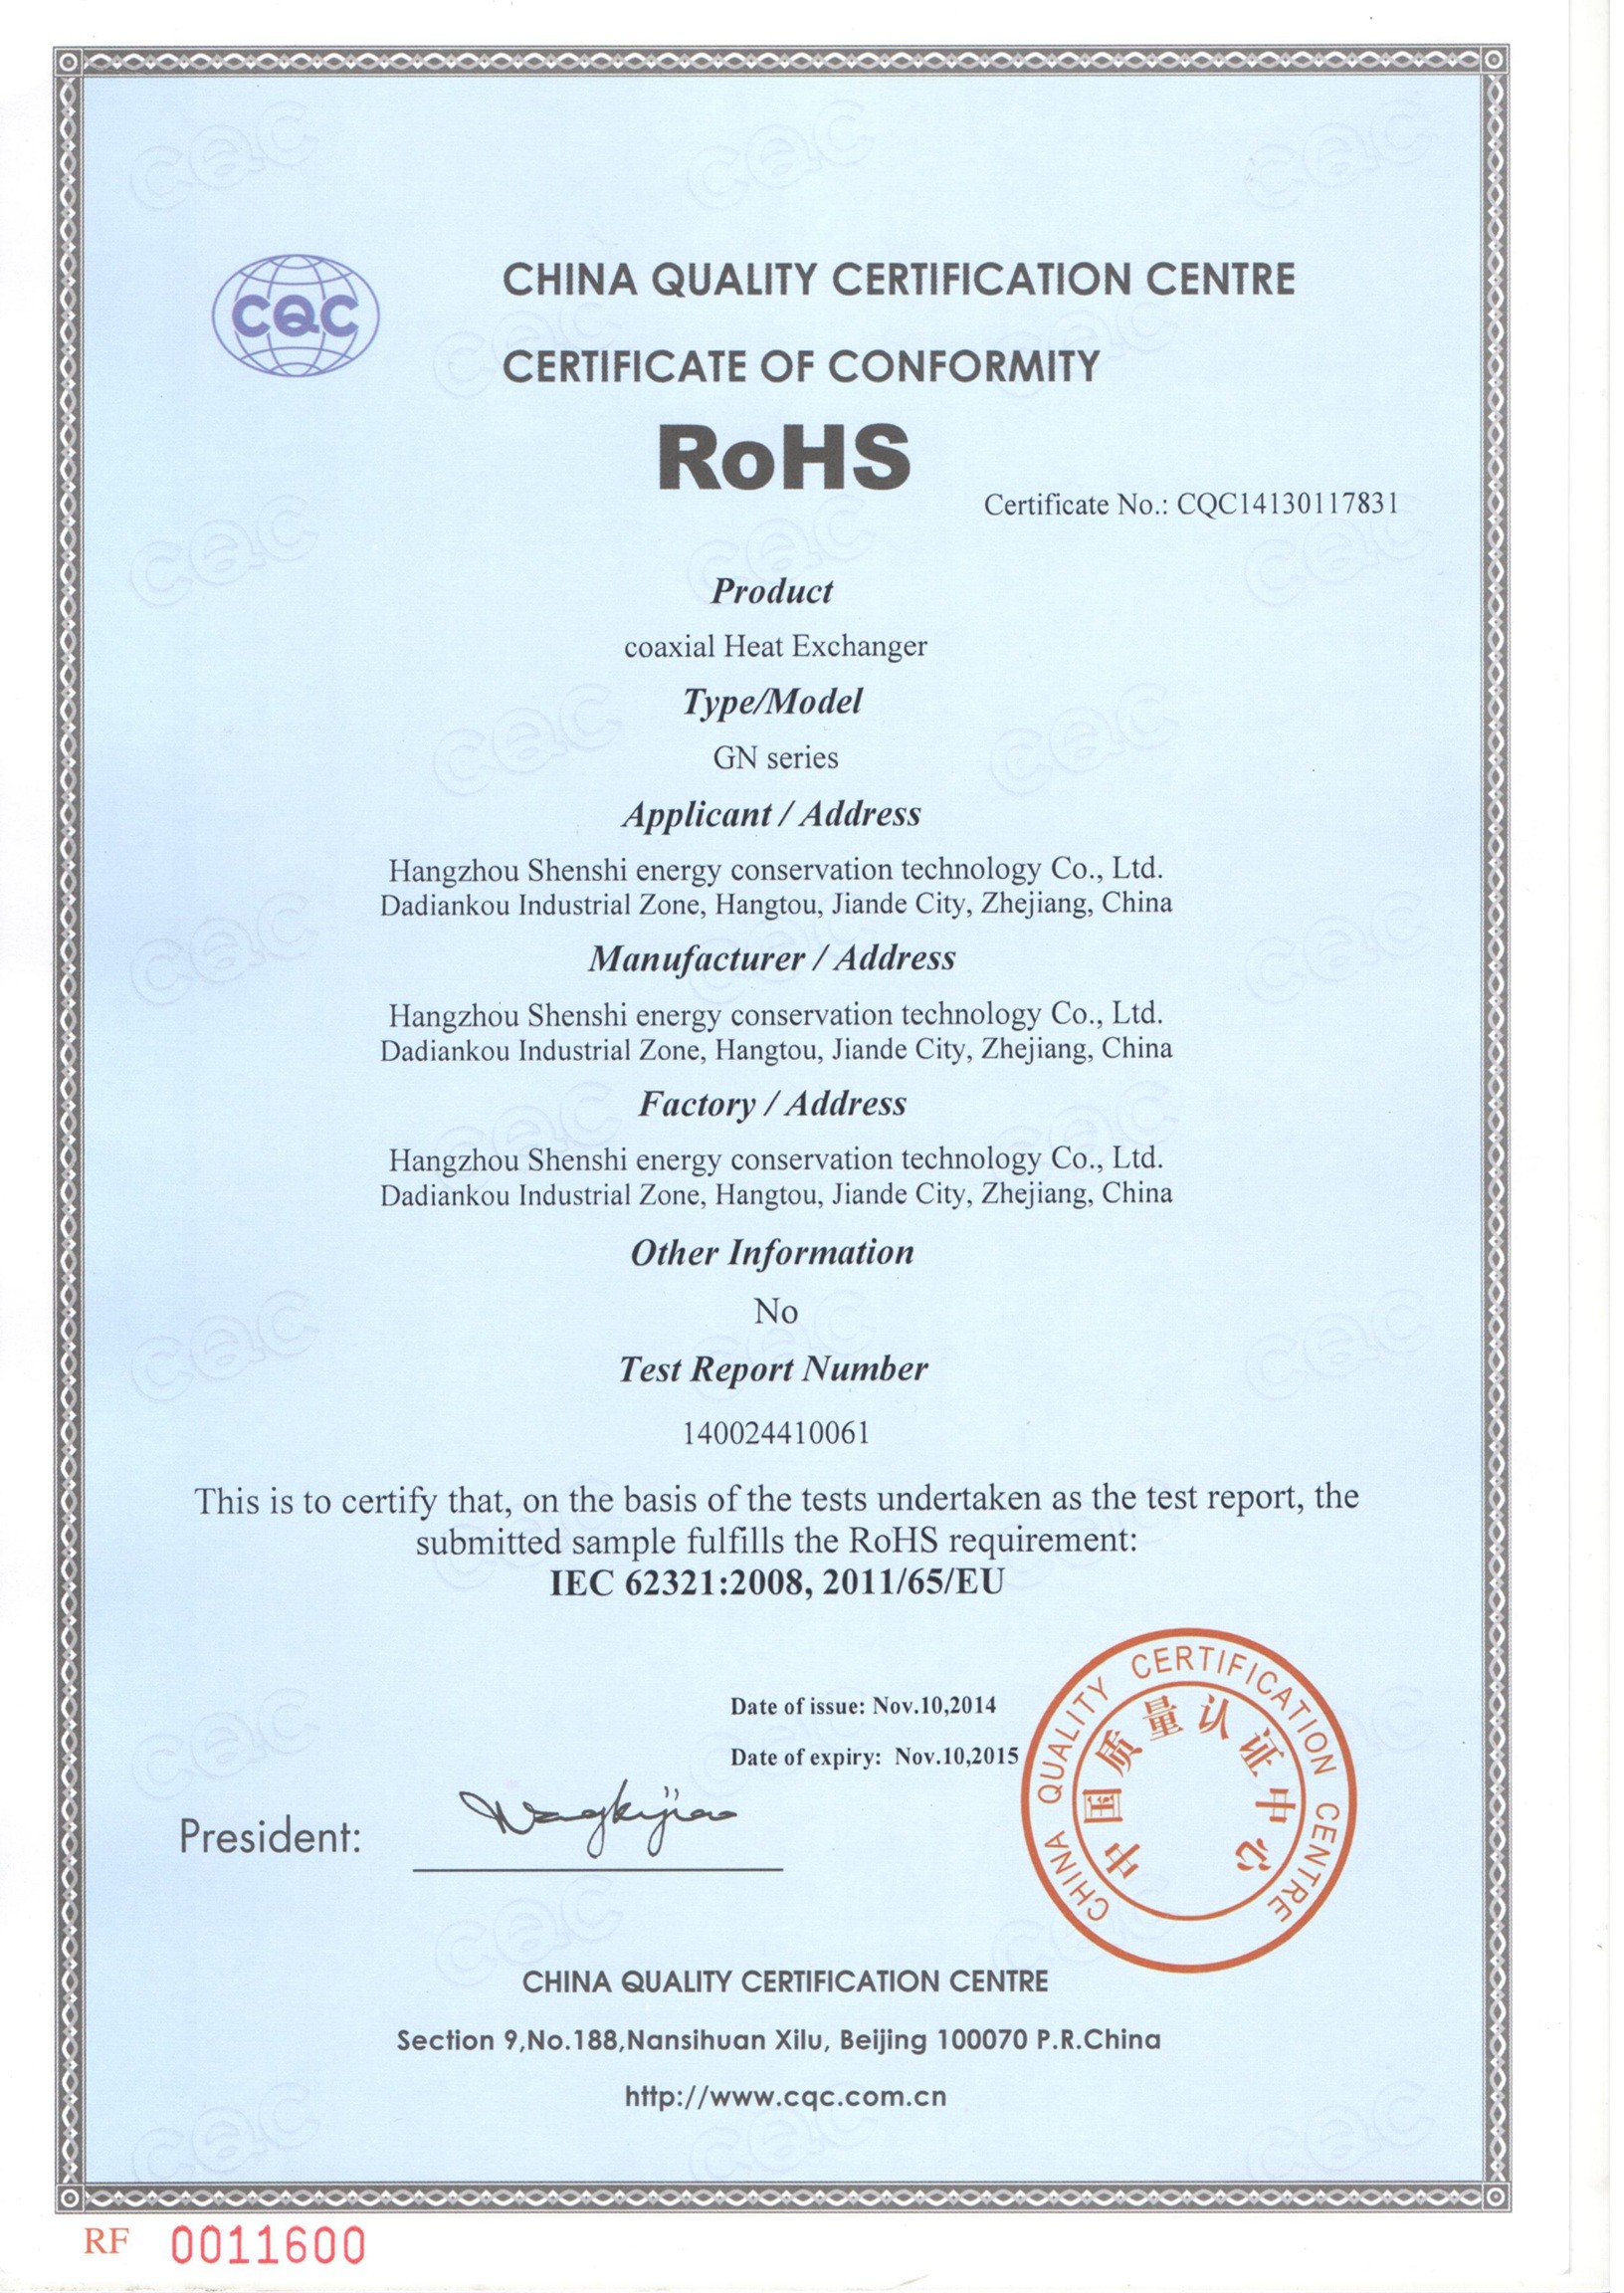 CQC
CHINA QUALITY CERTIFICATION CENTRE
CERTIFICATE OF CONFORMITY
RoHS
Certificate No.: CQC14130117831
Product
coaxial Heat Exchanger
Type/Model
GN series
Applicant / Address
Hangzhou Shenshi energy conservation technology Co., Ltd.
Dadiankou Industrial Zone, Hangtou, Jiande City, Zhejiang, China
Manufacturer / Address
Hangzhou Shenshi energy conservation technology Co., Ltd.
Dadiankou Industrial Zone, Hangtou, Jiande City, Zhejiang, China
Factory / Address
Hangzhou Shenshi energy conservation technology Co., Ltd.
Dadiankou Industrial Zone, Hangtou, Jiande City, Zhejiang, China
Other Information
No
Test Report Number
140024410061
This is to certify that, on the basis of the tests undertaken as the test report, the
submitted sample fulfills the RoHS requirement:
IEC 62321:2008, 2011/65/EU
Date of issue: Nov.10,2014
Date of expiry: Nov.10,2015
President:
CHINA QUALITY CERTIFICATION CENTRE
中国质量认证中心
CHINA QUALITY CERTIFICATION CENTRE
Section 9,No.188,Nansihuan Xilu, Beijing 100070 P.R.China
http://www.cqc.com.cn
RF 0011600